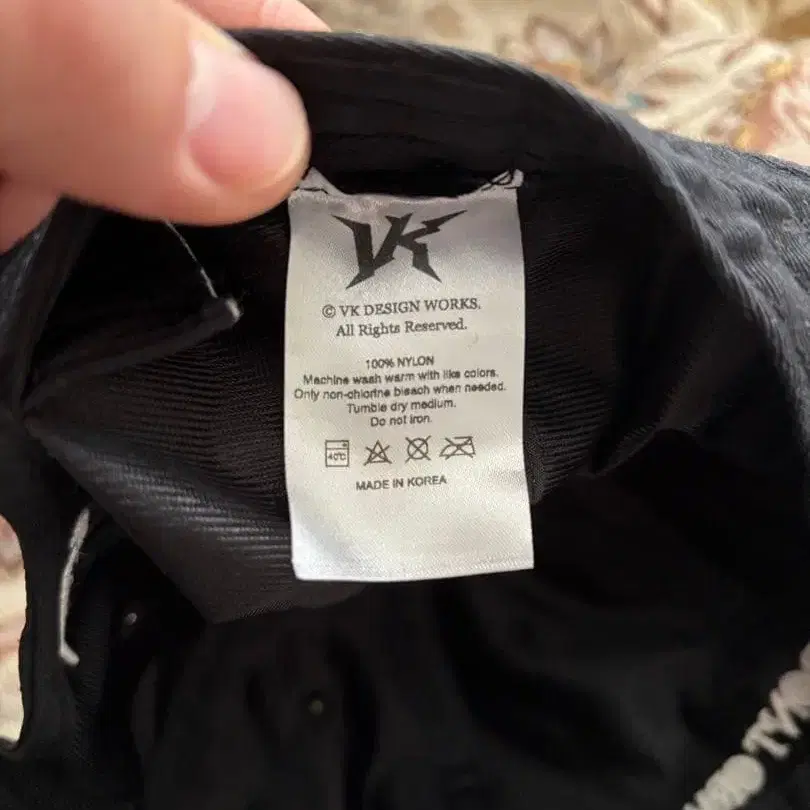 VK
© VK DESIGN WORKS.
All Rights Reserved.
100% NYLON
Machine wash warm with like colors.
Only non-chlorine bleach when needed.
Tumble dry medium.
Do not iron.
40℃
MADE IN KOREA